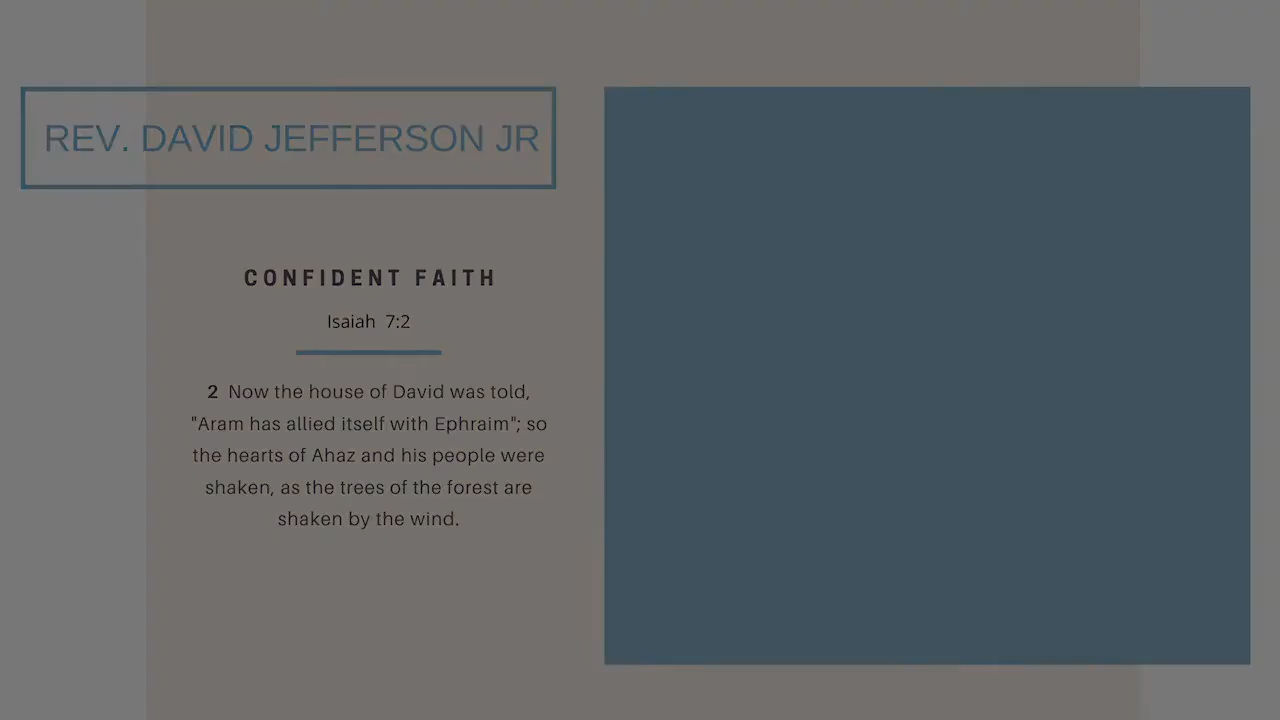 REV. DAVID JEFFERSON JR
CONFIDENT FAITH
Isaiah 7:2
2 Now the house of David was told,
"Aram has allied itself with Ephraim"; so
the hearts of Ahaz and his people were
shaken, as the trees of the forest are
shaken by the wind.